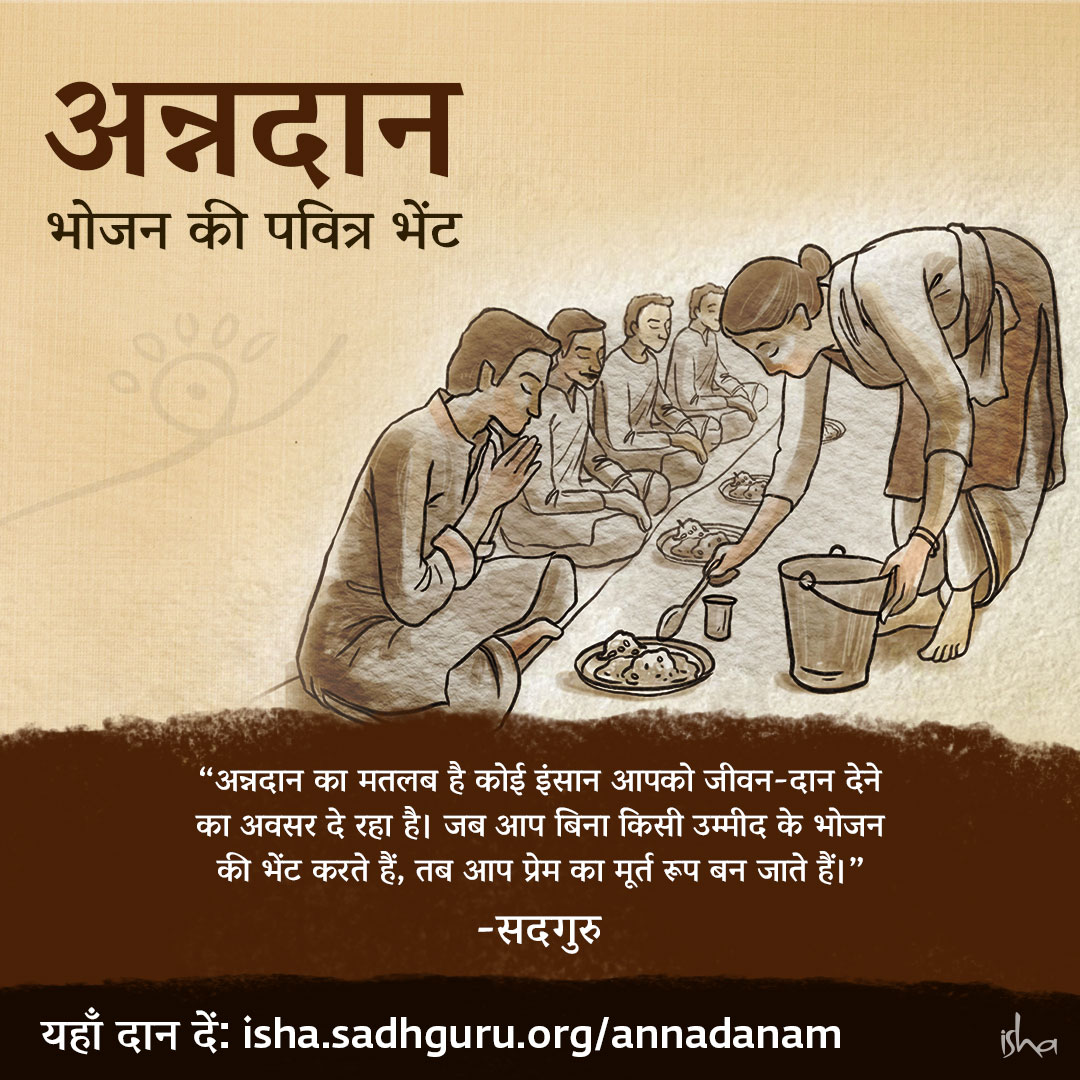 अन्नदान
भोजन की पवित्र भेंट
“अन्नदान का मतलब है कोई इंसान आपको जीवन-दान देने
का अवसर दे रहा है। जब आप बिना किसी उम्मीद के भोजन
की भेंट करते हैं, तब आप प्रेम का मूर्त रूप बन जाते हैं।”
-सदगुरु
यहाँ दान दें: isha.sadhguru.org/annadanam
isha